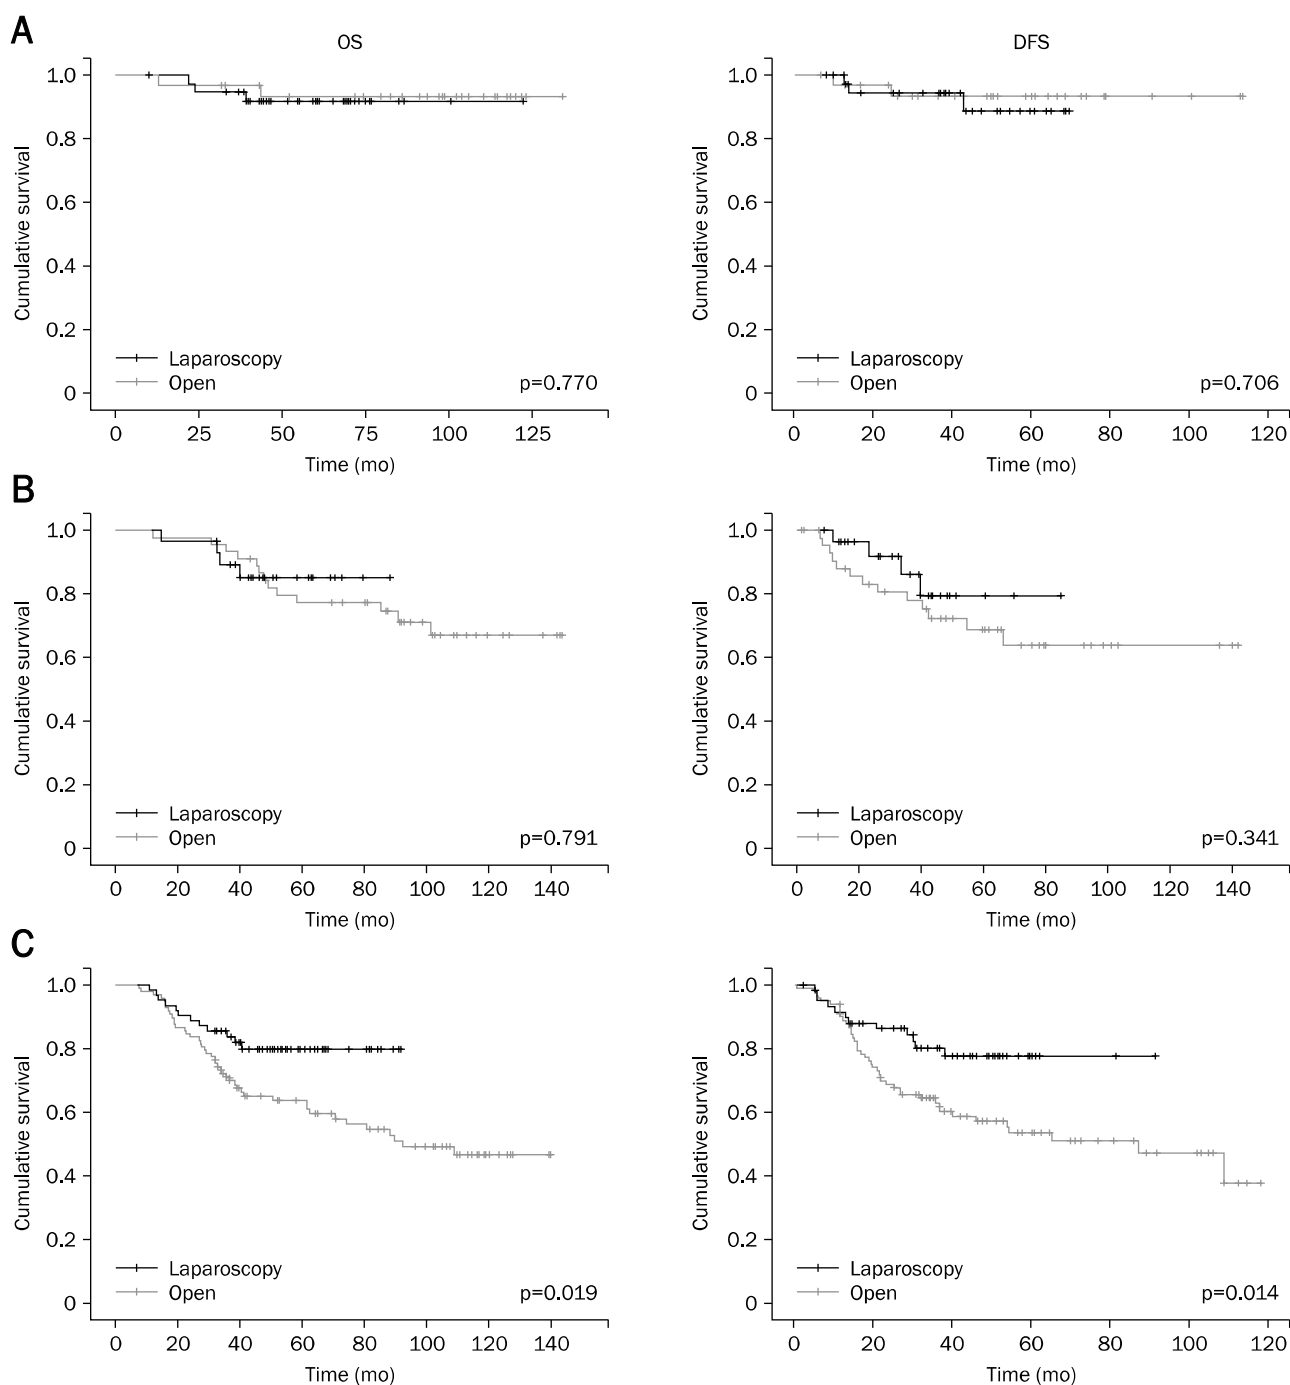 A
OS
DFS
1.0
0.8
0.6
0.4
0.2
0
Cumulative survival
Laparoscopy
Open
p=0.770
0 25 50 75 100 125
Time (mo)
1.0
0.8
0.6
0.4
0.2
0
Cumulative survival
Laparoscopy
Open
p=0.706
0 20 40 60 80 100 120
Time (mo)
B
1.0
0.8
0.6
0.4
0.2
0
Cumulative survival
Laparoscopy
Open
p=0.791
0 20 40 60 80 100 120 140
Time (mo)
1.0
0.8
0.6
0.4
0.2
0
Cumulative survival
Laparoscopy
Open
p=0.341
0 20 40 60 80 100 120 140
Time (mo)
C
1.0
0.8
0.6
0.4
0.2
0
Cumulative survival
Laparoscopy
Open
p=0.019
0 20 40 60 80 100 120 140
Time (mo)
1.0
0.8
0.6
0.4
0.2
0
Cumulative survival
Laparoscopy
Open
p=0.014
0 20 40 60 80 100 120
Time (mo)